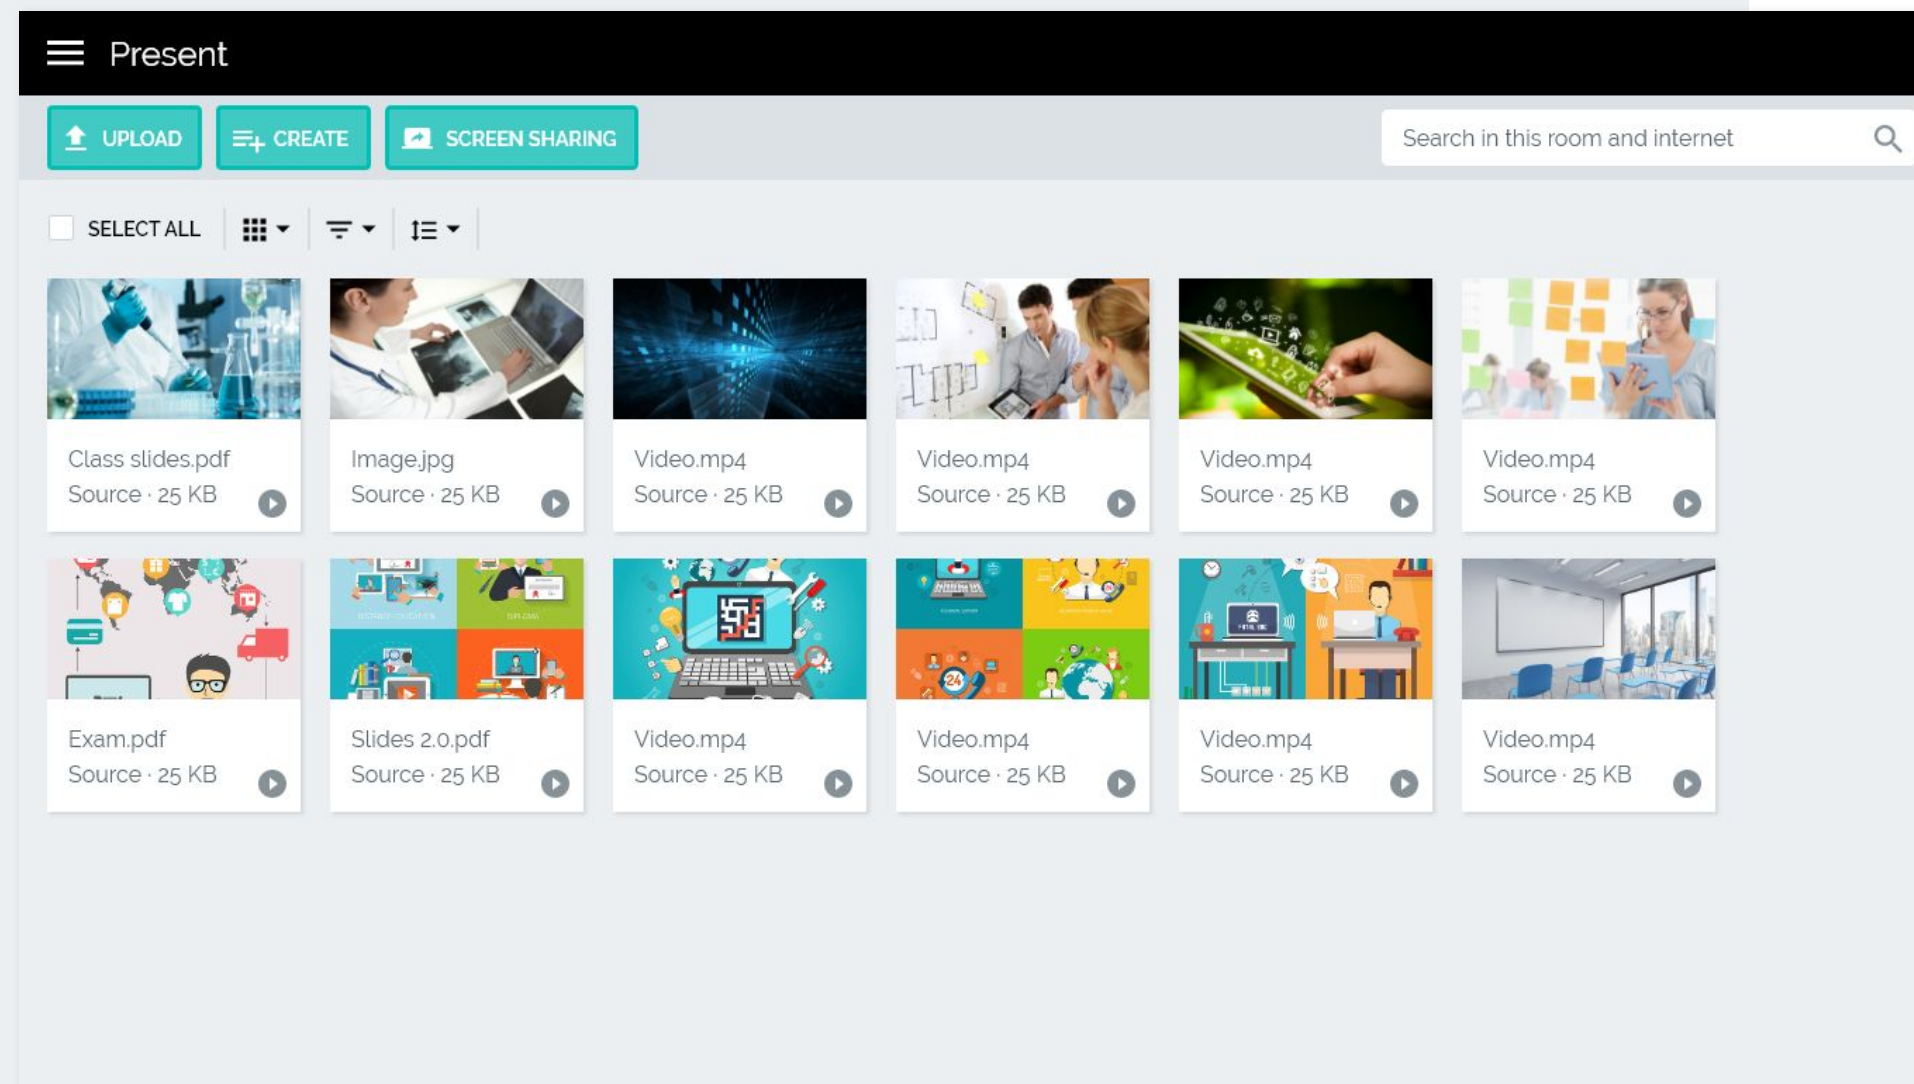 Present
UPLOAD
CREATE
SCREEN SHARING
Search in this room and internet
SELECT ALL
Class slides.pdf
Source · 25 KB
Image.jpg
Source · 25 KB
Video.mp4
Source · 25 KB
Video.mp4
Source · 25 KB
Video.mp4
Source · 25 KB
Video.mp4
Source · 25 KB
Exam.pdf
Source · 25 KB
Slides 2.0.pdf
Source · 25 KB
Video.mp4
Source · 25 KB
24
Video.mp4
Source · 25 KB
Video.mp4
Source · 25 KB
Video.mp4
Source · 25 KB